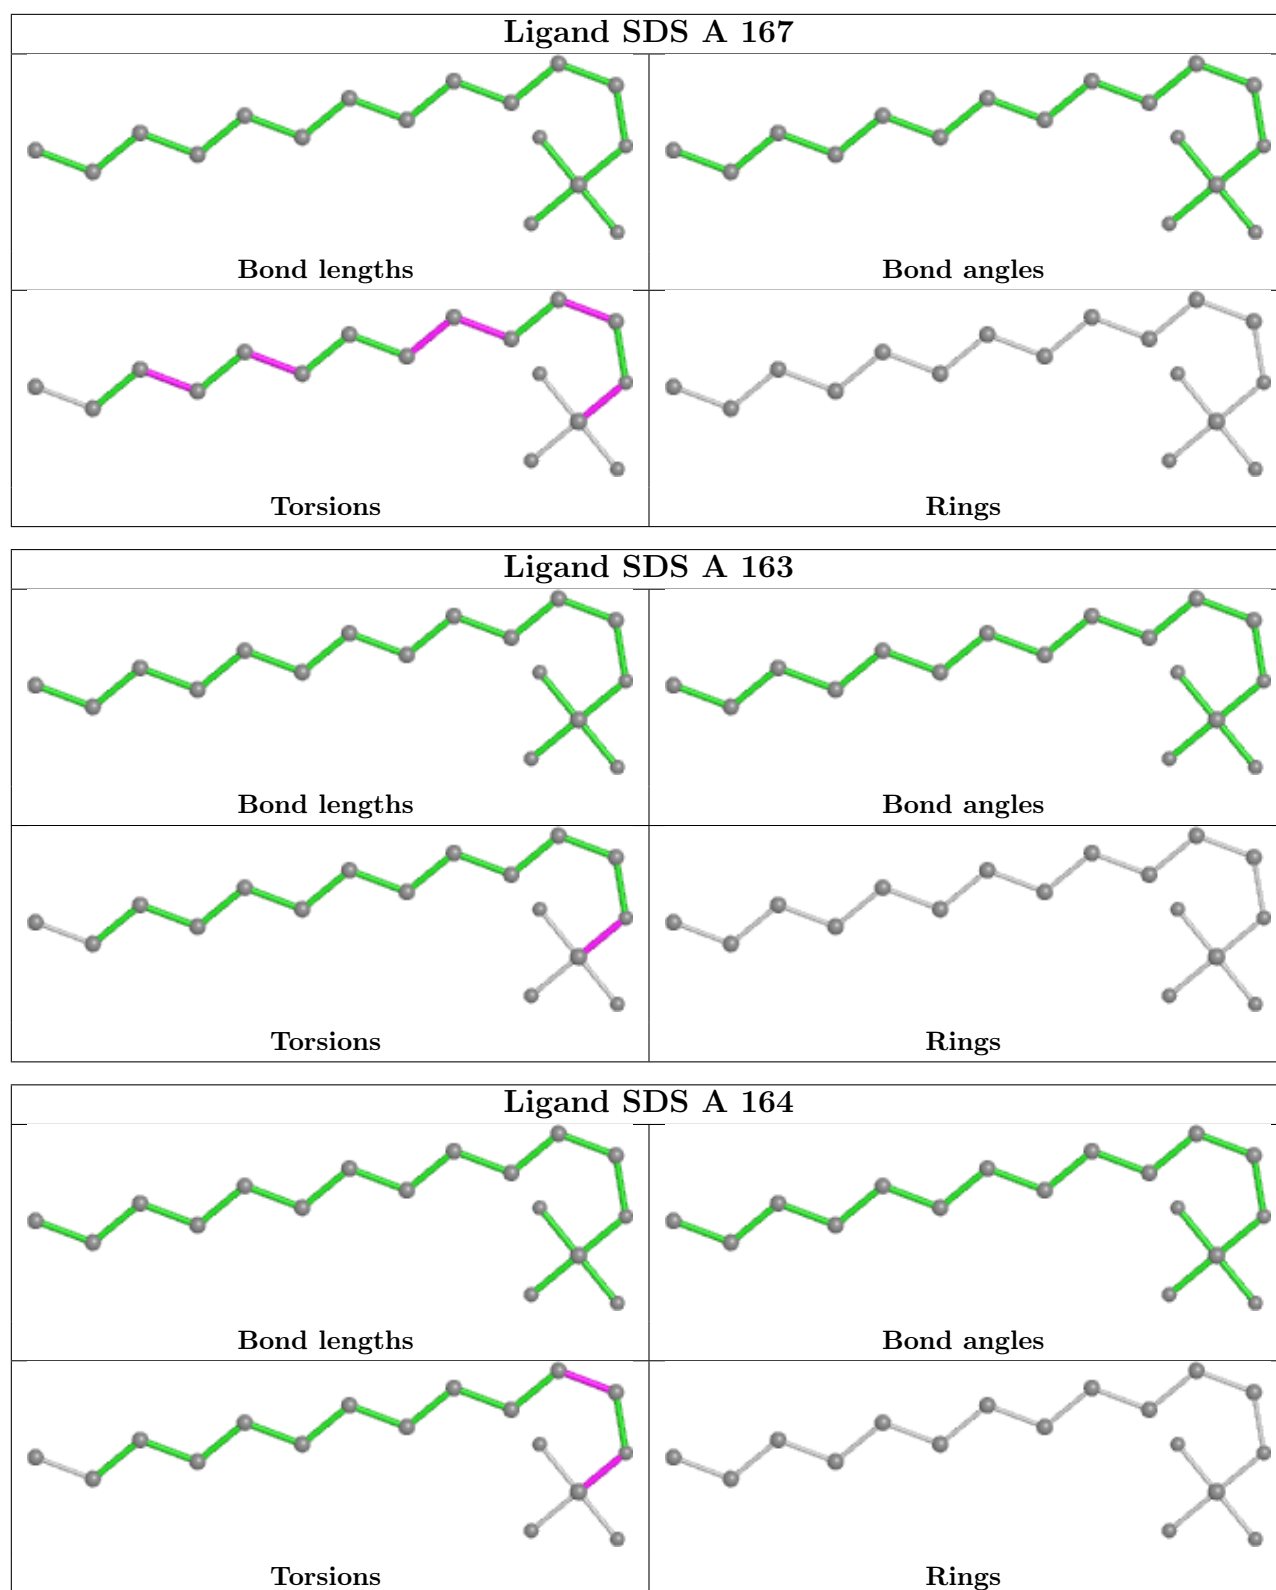 Ligand SDS A 167
Bond lengths
Bond angles
Torsions
Rings
Ligand SDS A 163
Bond lengths
Bond angles
Torsions
Rings
Ligand SDS A 164
Bond lengths
Bond angles
Torsions
Rings